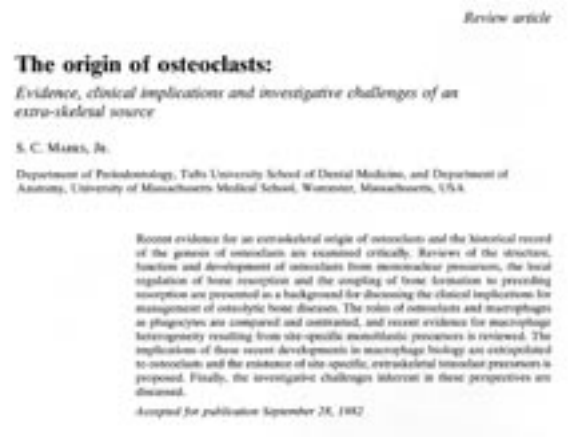 Review article
The origin of osteoclasts:
Evidence, clinical implications and investigative challenges of an
extra-skeletal source
S. C. Marks, Jr.
Department of Periodontology, Tufts University School of Dental Medicine, and Department of
Anatomy, University of Massachusetts Medical School, Worcester, Massachusetts, USA
Recent evidence for an extraskeletal origin of osteoclasts and the historical record
of the genesis of osteoclasts are examined critically. Reviews of the structure,
function and development of osteoclasts from mononuclear precursors, the local
regulation of bone resorption and the coupling of bone formation to preceding
resorption are presented as a background for discussing the clinical implications for
management of osteolytic bone diseases. The roles of osteoclasts and macrophages
as phagocytes are compared and contrasted, and recent evidence for macrophage
heterogeneity resulting from site-specific monoblastic precursors is reviewed. The
implications of these recent developments in macrophage biology are extrapolated
to osteoclasts and the existence of site-specific, extraskeletal precursors is
proposed. Finally, the investigative challenges inherent in these perspectives are
discussed.
Accepted for publication September 28, 1982